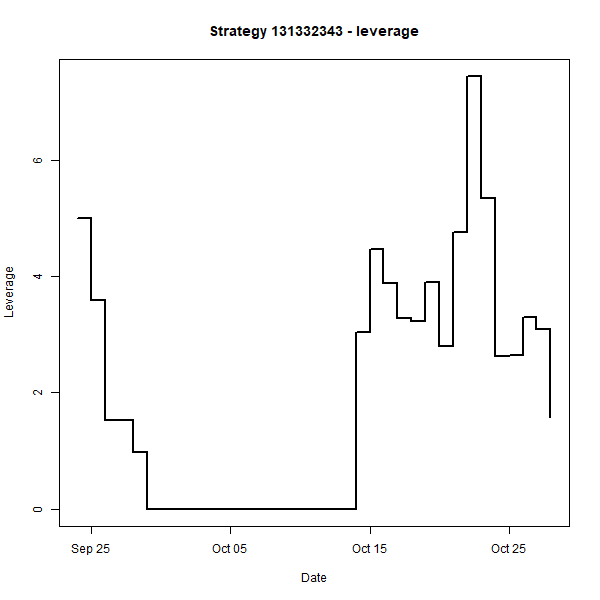 Strategy 131332343 - leverage
Leverage
6
4
2
0
Sep 25
Oct 05
Oct 15
Oct 25
Date